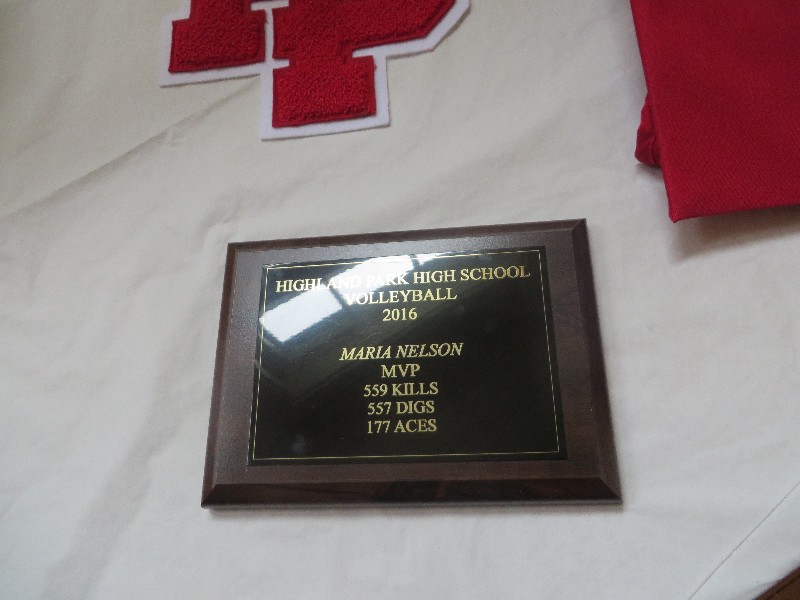 HIGHLAND PARK HIGH SCHOOL
VOLLEYBALL
2016
MARIA NELSON
MVP
559 KILLS
557 DIGS
177 ACES